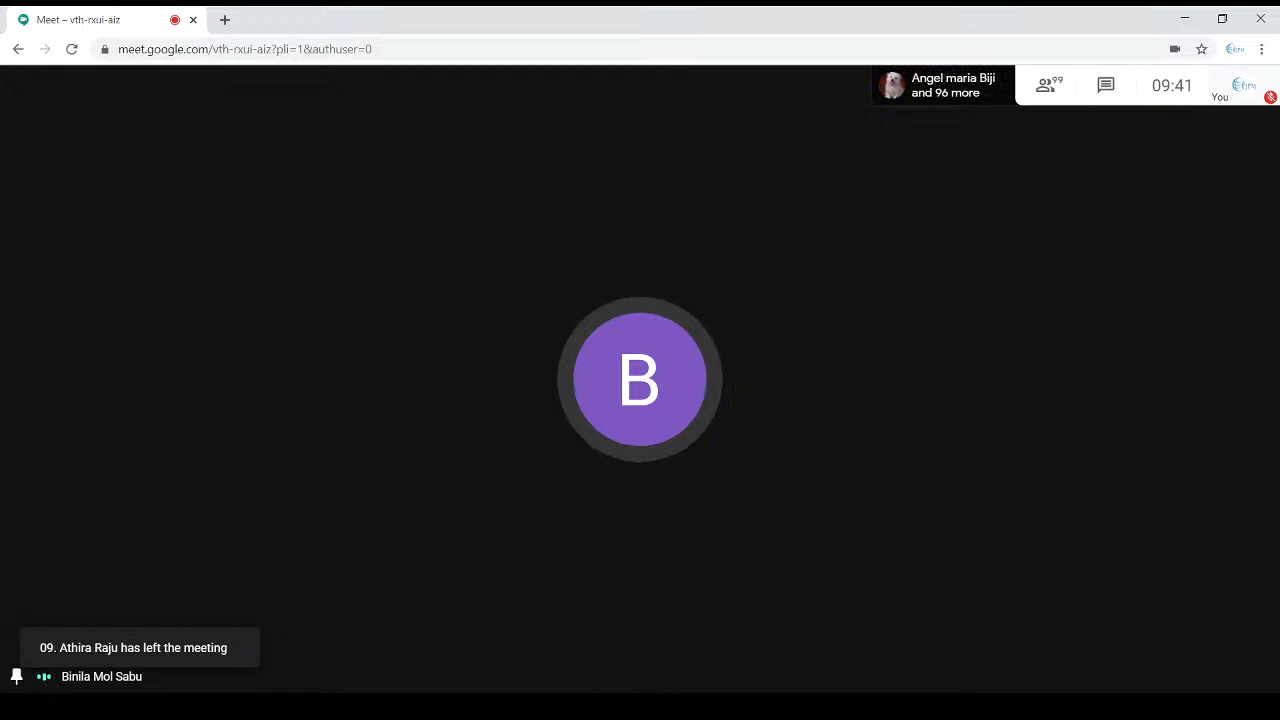 Meet – vth-rxui-aiz
meet.google.com/vth-rxui-aiz?pli=1&authuser=0
Angel maria Biji
and 96 more
99
09:41
You
B
09. Athira Raju has left the meeting
Binila Mol Sabu